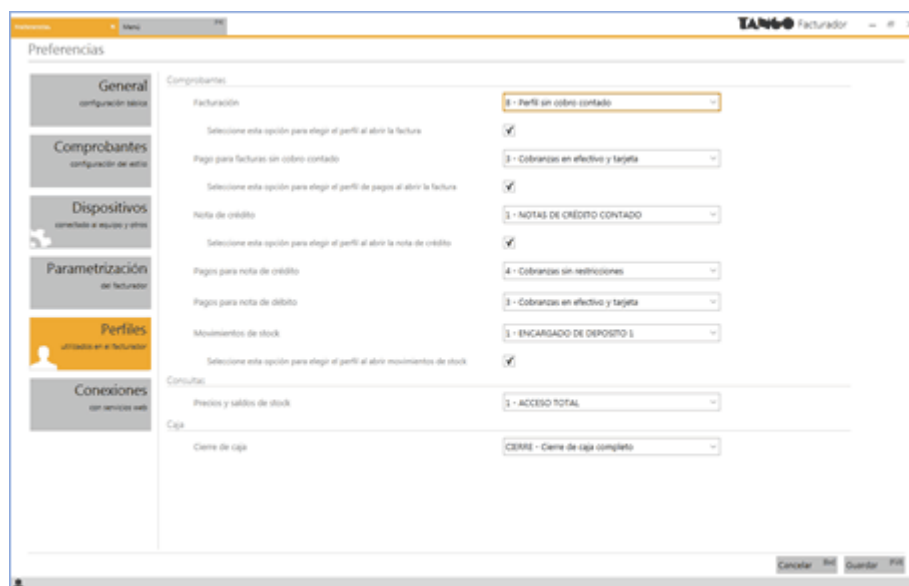 Preferencias
Menú
TANGO Facturador
Preferencias
General
configuración básica
Comprobantes
configuración del estilo
Dispositivos
conectado al equipo y otros
Parametrización
del facturador
Perfiles
utilizados en el facturador
Conexiones
con servicios web
Comprobantes
Facturación
8 - Perfil sin cobro contado
Seleccione esta opción para elegir el perfil al abrir la factura
Pago para facturas sin cobro contado
3 - Cobranzas en efectivo y tarjeta
Seleccione esta opción para elegir el perfil de pagos al abrir la factura
Nota de crédito
1 - NOTAS DE CRÉDITO CONTADO
Seleccione esta opción para elegir el perfil al abrir la nota de crédito
Pagos para nota de crédito
4 - Cobranzas sin restricciones
Pagos para nota de débito
3 - Cobranzas en efectivo y tarjeta
Movimientos de stock
1 - ENCARGADO DE DEPOSITO 1
Seleccione esta opción para elegir el perfil al abrir movimientos de stock
Consultas
Precios y saldos de stock
1 - ACCESO TOTAL
Caja
Cierre de caja
CIERRE - Cierre de caja completo
Cancelar
Guardar